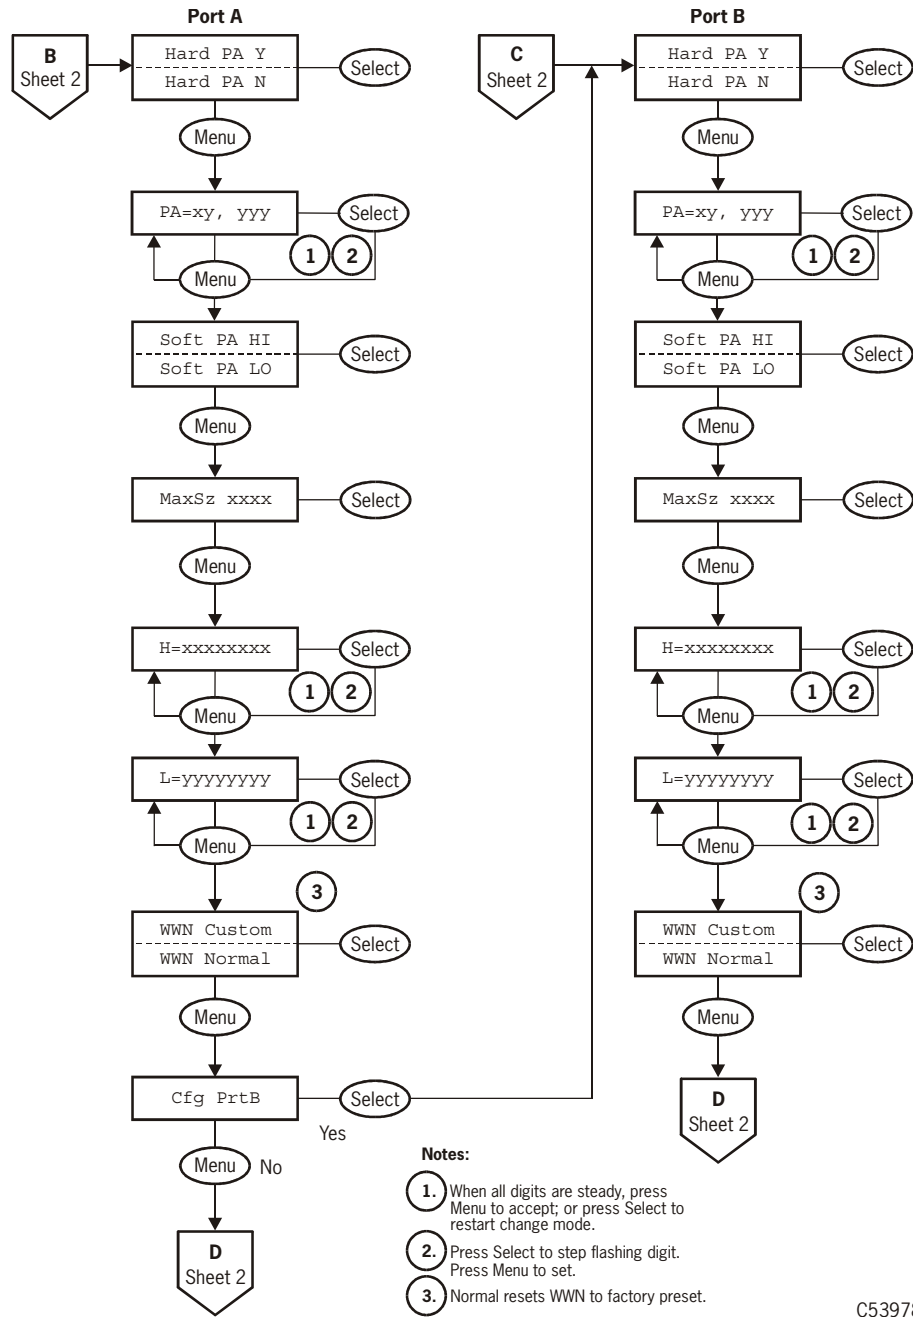 Port A
B
Sheet 2
Hard PA Y
Hard PA N
Select
Menu
PA=xy, yyy
Select
1 2
Menu
Soft PA HI
Soft PA LO
Select
Menu
MaxSz xxxx
Select
Menu
H=xxxxxxxx
Select
1 2
Menu
L=yyyyyyyy
Select
1 2
Menu
3
WWN Custom
WWN Normal
Select
Menu
Cfg PrtB
Select
Yes
Menu
No
D
Sheet 2
Port B
C
Sheet 2
Hard PA Y
Hard PA N
Select
Menu
PA=xy, yyy
Select
1 2
Menu
Soft PA HI
Soft PA LO
Select
Menu
MaxSz xxxx
Select
Menu
H=xxxxxxxx
Select
1 2
Menu
L=yyyyyyyy
Select
1 2
Menu
3
WWN Custom
WWN Normal
Select
Menu
D
Sheet 2
Notes:
1. When all digits are steady, press
Menu to accept; or press Select to
restart change mode.
2. Press Select to step flashing digit.
Press Menu to set.
3. Normal resets WWN to factory preset.
C53978